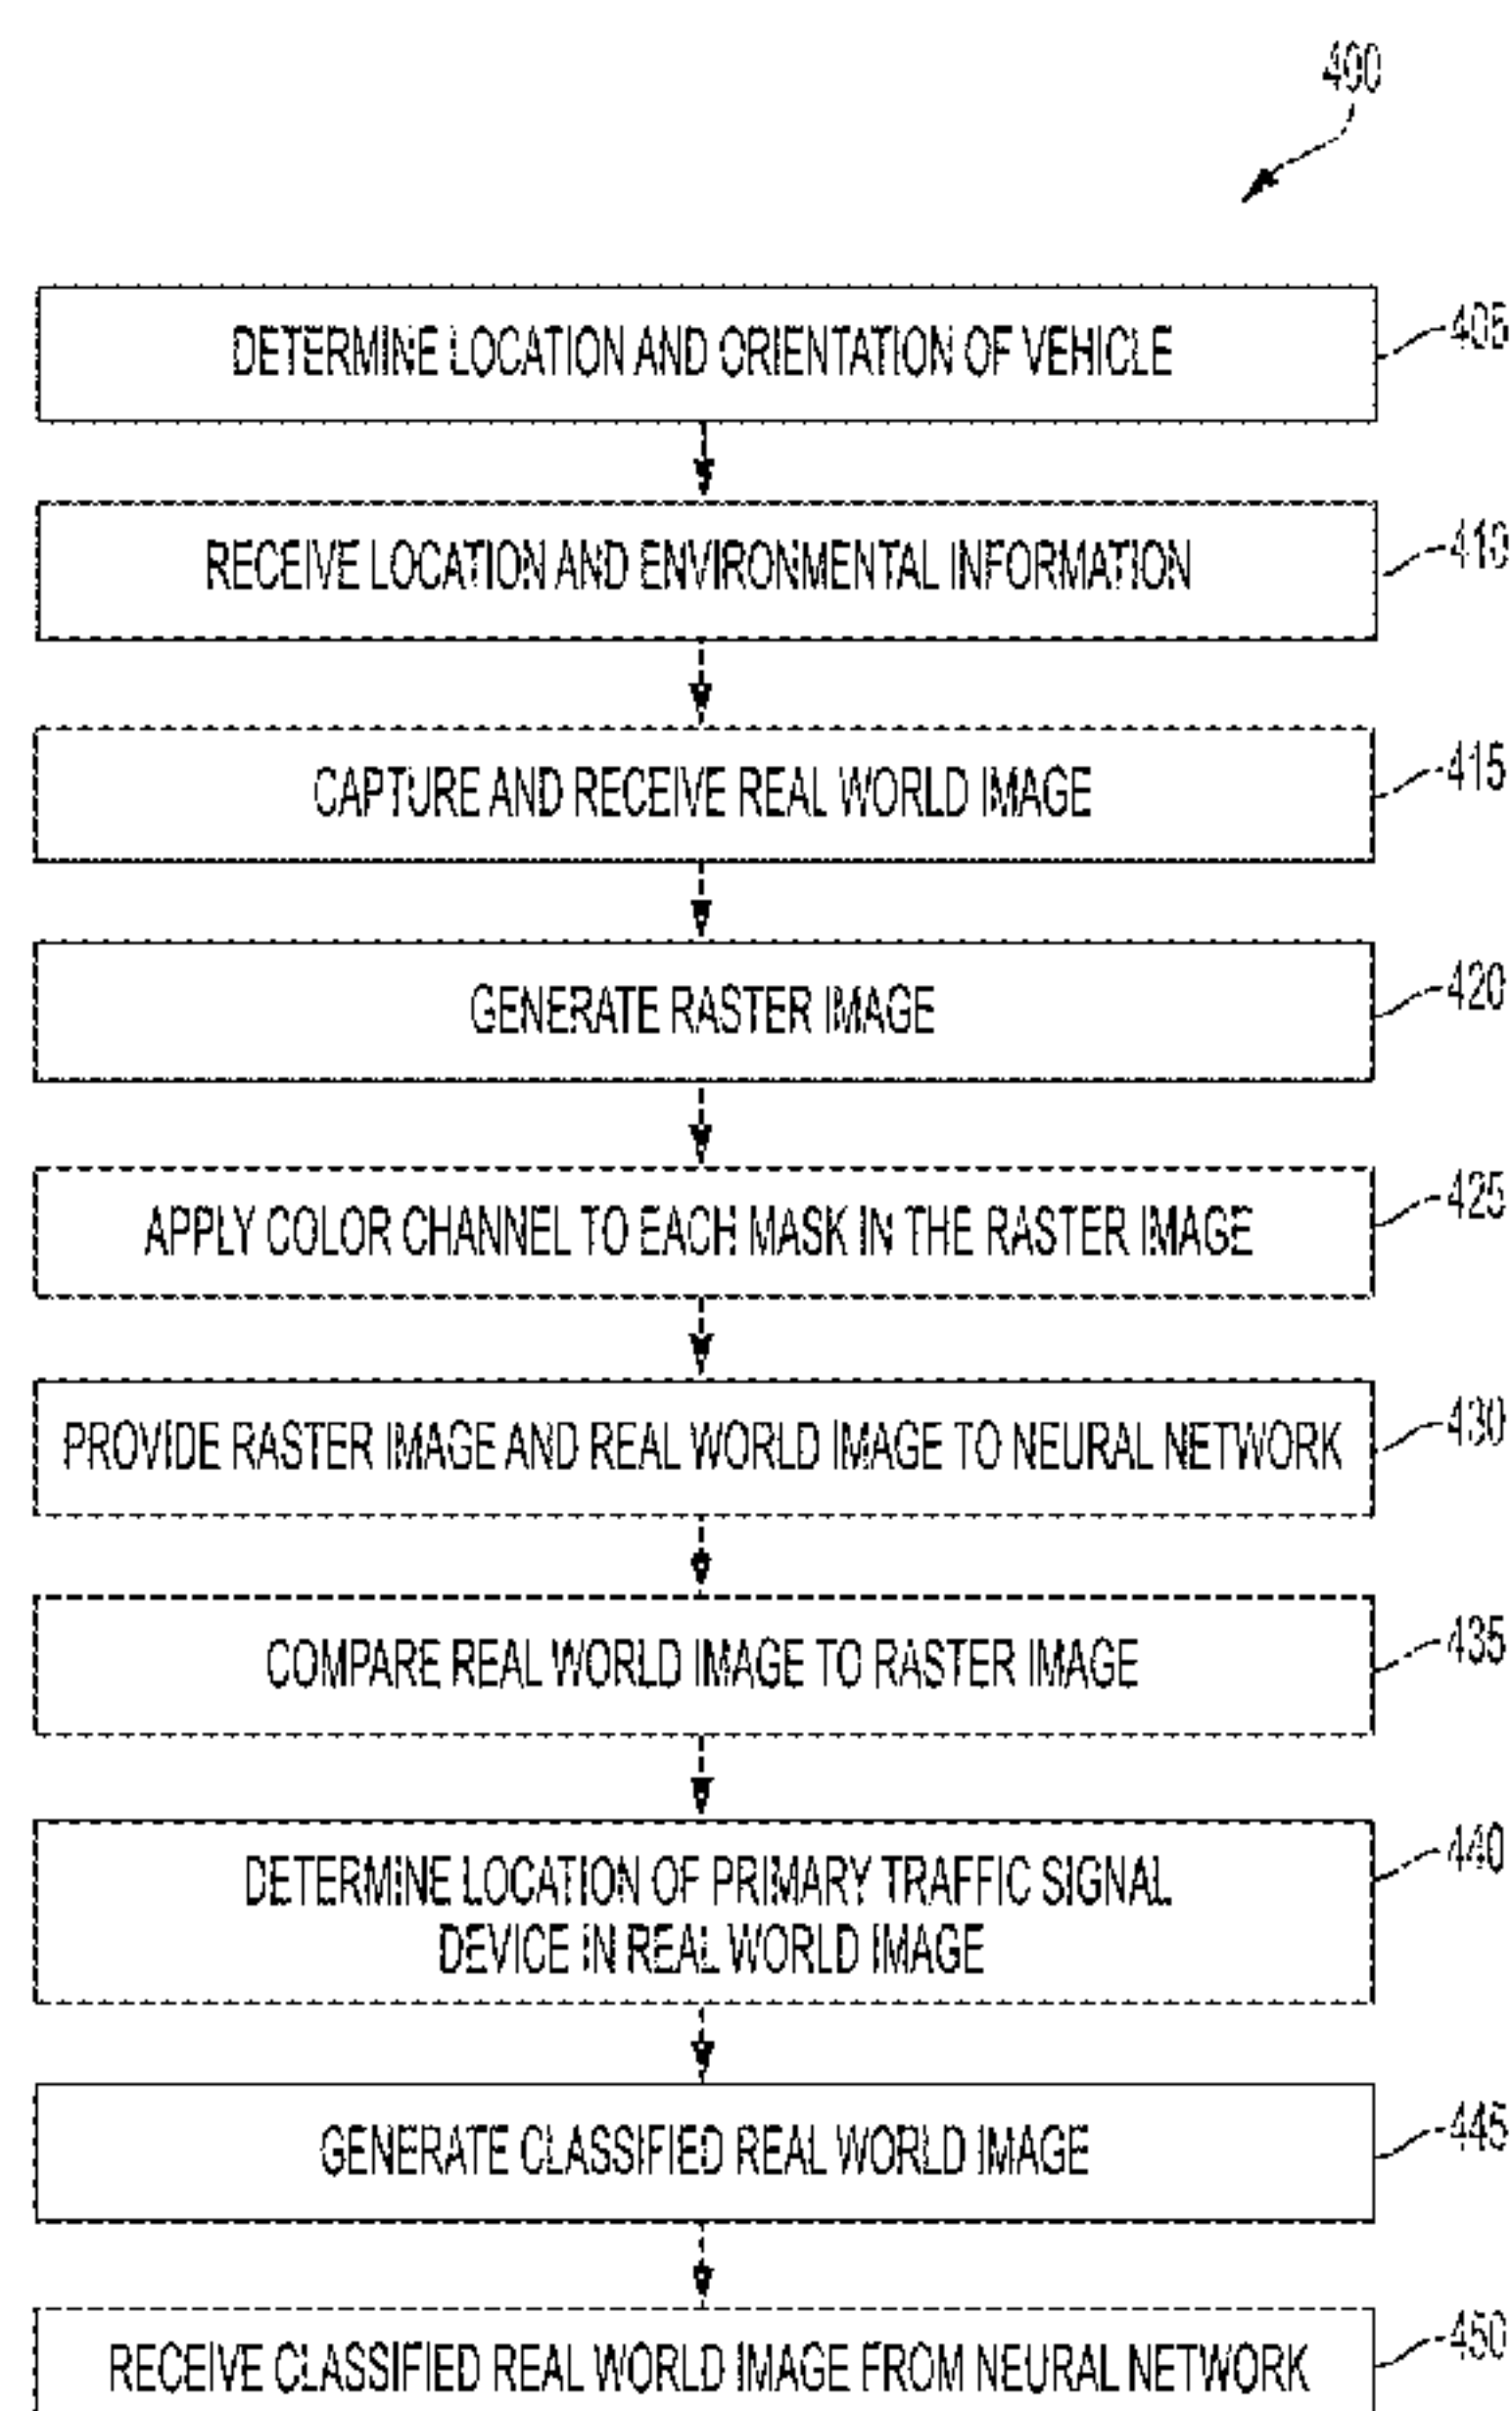 400
DETERMINE LOCATION AND ORIENTATION OF VEHICLE
405
RECEIVE LOCATION AND ENVIRONMENTAL INFORMATION
410
CAPTURE AND RECEIVE REAL WORLD IMAGE
415
GENERATE RASTER IMAGE
420
APPLY COLOR CHANNEL TO EACH MASK IN THE RASTER IMAGE
425
PROVIDE RASTER IMAGE AND REAL WORLD IMAGE TO NEURAL NETWORK
430
COMPARE REAL WORLD IMAGE TO RASTER IMAGE
435
DETERMINE LOCATION OF PRIMARY TRAFFIC SIGNAL
DEVICE IN REAL WORLD IMAGE
440
GENERATE CLASSIFIED REAL WORLD IMAGE
445
RECEIVE CLASSIFIED REAL WORLD IMAGE FROM NEURAL NETWORK
450